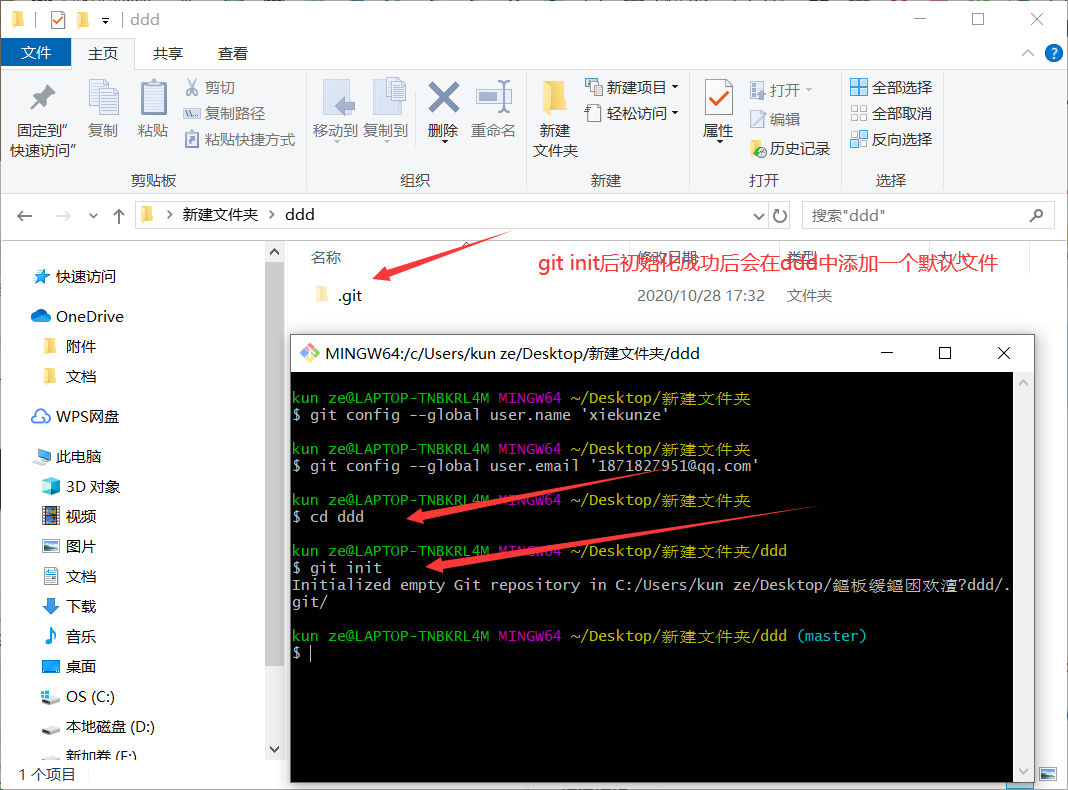 ddd
文件 主页 共享 查看
固定到"
快速访问"
复制
粘贴
剪切
复制路径
粘贴快捷方式
剪贴板
移动到 复制到 删除 重命名
组织
新建
文件夹
新建项目
轻松访问
新建
属性
打开
编辑
历史记录
打开
全部选择
全部取消
反向选择
选择
新建文件夹 ddd
搜索"ddd"
名称 修改日期 类型 大小
git init后初始化成功后会在ddd中添加一个默认文件
.git 2020/10/28 17:32 文件夹
快速访问
OneDrive
附件
文档
WPS网盘
此电脑
3D 对象
视频
图片
文档
下载
音乐
桌面
OS (C:)
本地磁盘 (D:)
新加卷 (E:)
1 个项目
MINGW64:/c/Users/kun ze/Desktop/新建文件夹/ddd
kun ze@LAPTOP-TNBKRL4M MINGW64 ~/Desktop/新建文件夹
$ git config --global user.name 'xiekunze'
kun ze@LAPTOP-TNBKRL4M MINGW64 ~/Desktop/新建文件夹
$ git config --global user.email '1871827951@qq.com'
kun ze@LAPTOP-TNBKRL4M MINGW64 ~/Desktop/新建文件夹
$ cd ddd
kun ze@LAPTOP-TNBKRL4M MINGW64 ~/Desktop/新建文件夹/ddd
$ git init
Initialized empty Git repository in C:/Users/kun ze/Desktop/鏂板缓鏂囦欢澶?ddd/.
git/
kun ze@LAPTOP-TNBKRL4M MINGW64 ~/Desktop/新建文件夹/ddd (master)
$